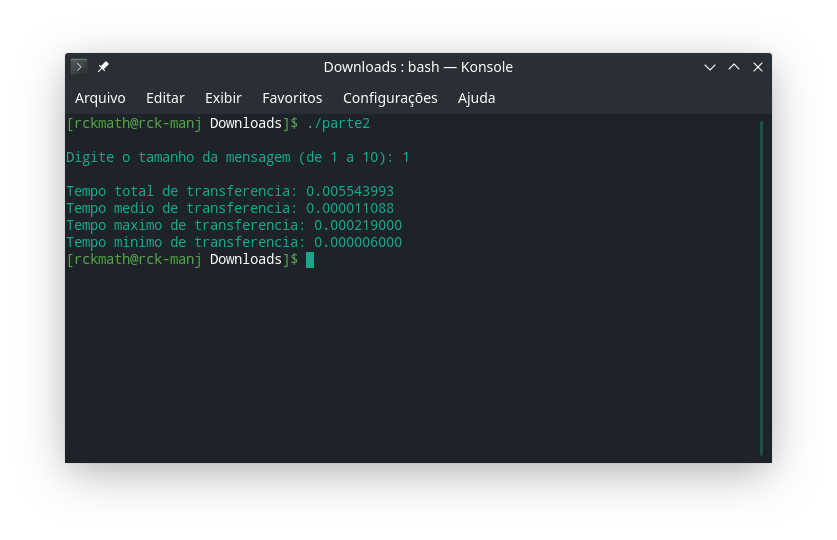 Downloads : bash — Konsole
Arquivo Editar Exibir Favoritos Configurações Ajuda
[rckmath@rck-manj Downloads]$ ./parte2
Digite o tamanho da mensagem (de 1 a 10): 1
Tempo total de transferencia: 0.005543993
Tempo medio de transferencia: 0.000011088
Tempo maximo de transferencia: 0.000219000
Tempo minimo de transferencia: 0.000006000
[rckmath@rck-manj Downloads]$